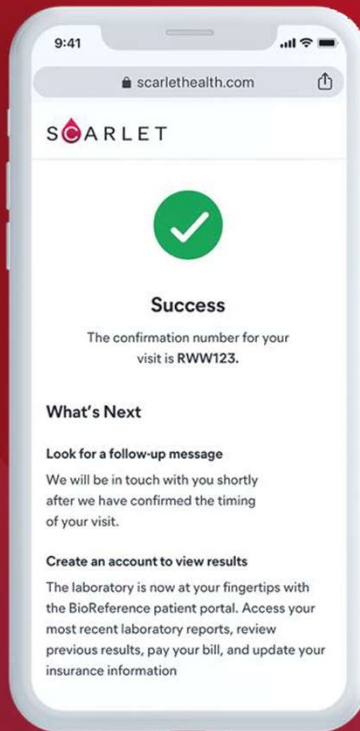 9:41
scarlethealth.com
SCARLET
Success
The confirmation number for your
visit is RWW123.
What's Next
Look for a follow-up message
We will be in touch with you shortly
after we have confirmed the timing
of your visit.
Create an account to view results
The laboratory is now at your fingertips with
the BioReference patient portal. Access your
most recent laboratory reports, review
previous results, pay your bill, and update your
insurance information